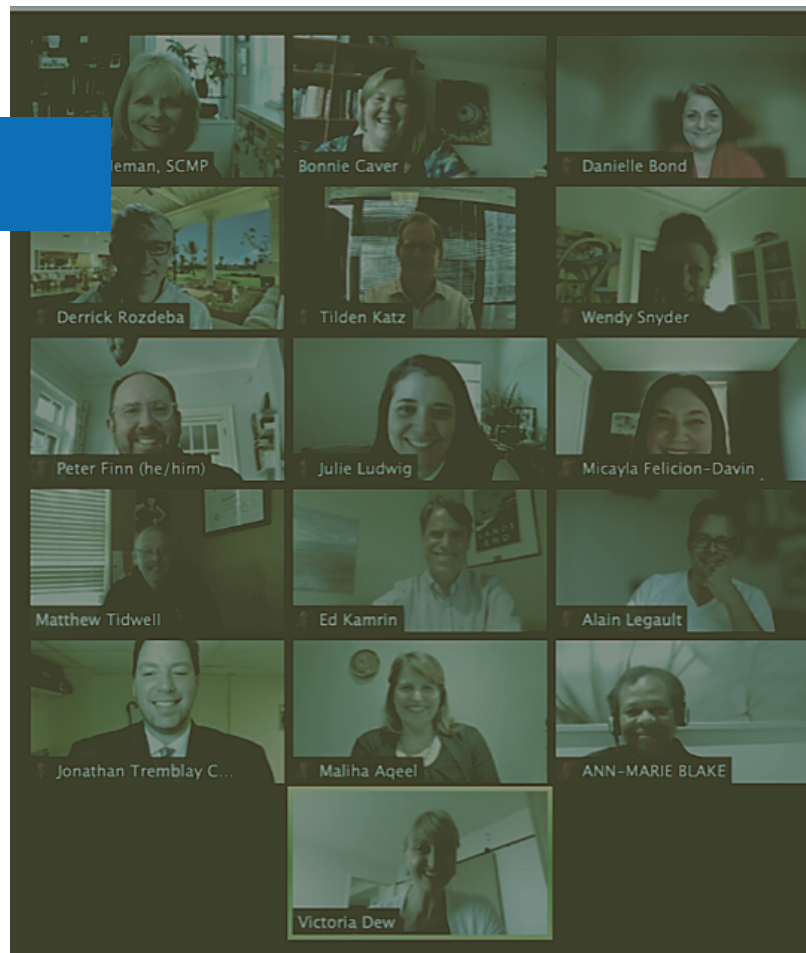 eman, SCMP
Bonnie Caver
Danielle Bond
Derrick Rozdeba
Tilden Katz
Wendy Snyder
Peter Finn (he/him)
Julie Ludwig
Micayla Felicion-Davin
Matthew Tidwell
Ed Kamrin
Alain Legault
Jonathan Tremblay C...
Maliha Aqeel
ANN-MARIE BLAKE
Victoria Dew